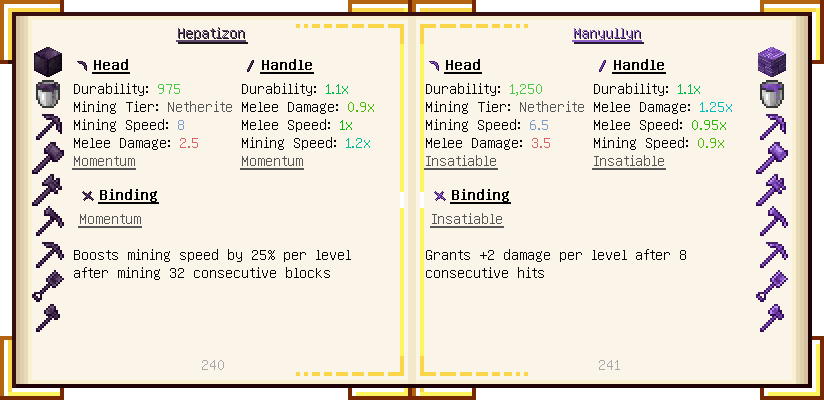 Hepatizon
Head
Handle
Durability: 975
Durability: 1.1x
Mining Tier: Netherite
Melee Damage: 0.9x
Mining Speed: 8
Melee Speed: 1x
Melee Damage: 2.5
Mining Speed: 1.2x
Momentum
Momentum
Binding
Momentum
Boosts mining speed by 25% per level
after mining 32 consecutive blocks
240
Manyullyn
Head
Handle
Durability: 1,250
Durability: 1.1x
Mining Tier: Netherite
Melee Damage: 1.25x
Mining Speed: 6.5
Melee Speed: 0.95x
Melee Damage: 3.5
Mining Speed: 0.9x
Insatiable
Insatiable
Binding
Insatiable
Grants +2 damage per level after 8
consecutive hits
241